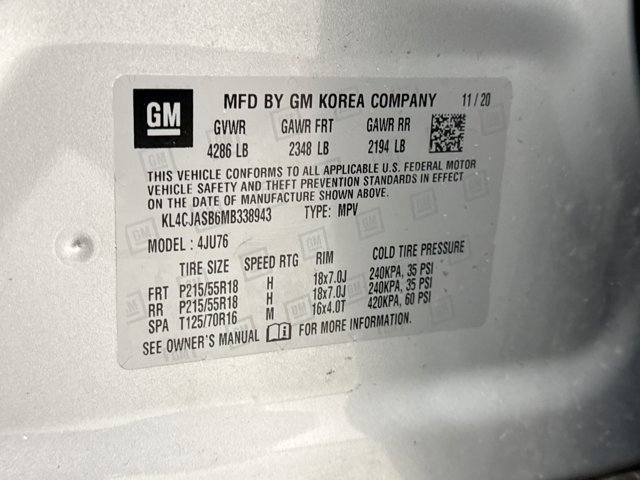 GM MFD BY GM KOREA COMPANY 11/20
GVWR GAWR FRT GAWR RR
4286 LB 2348 LB 2194 LB
THIS VEHICLE CONFORMS TO ALL APPLICABLE U.S. FEDERAL MOTOR
VEHICLE SAFETY AND THEFT PREVENTION STANDARDS IN EFFECT
ON THE DATE OF MANUFACTURE SHOWN ABOVE.
KL4CJASB6MB338943 TYPE: MPV
MODEL : 4JU76
TIRE SIZE SPEED RTG RIM COLD TIRE PRESSURE
FRT P215/55R18 H 18x7.0J 240KPA, 35 PSI
RR P215/55R18 H 18x7.0J 240KPA, 35 PSI
SPA T125/70R16 M 16x4.0T 420KPA, 60 PSI
SEE OWNER'S MANUAL FOR MORE INFORMATION.